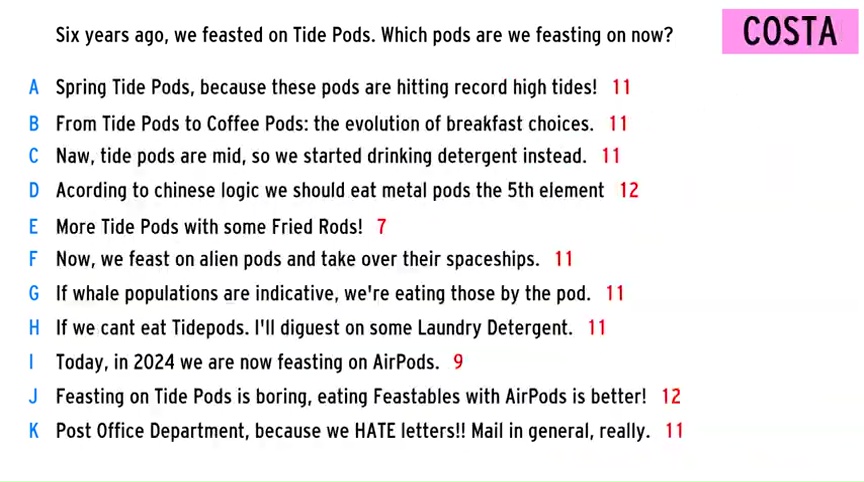 Six years ago, we feasted on Tide Pods. Which pods are we feasting on now?
COSTA
A Spring Tide Pods, because these pods are hitting record high tides! 11
B From Tide Pods to Coffee Pods: the evolution of breakfast choices. 11
C Naw, tide pods are mid, so we started drinking detergent instead. 11
D Acording to chinese logic we should eat metal pods the 5th element 12
E More Tide Pods with some Fried Rods! 7
F Now, we feast on alien pods and take over their spaceships. 11
G If whale populations are indicative, we're eating those by the pod. 11
H If we cant eat Tidepods. I'll diguest on some Laundry Detergent. 11
I Today, in 2024 we are now feasting on AirPods. 9
J Feasting on Tide Pods is boring, eating Feastables with AirPods is better! 12
K Post Office Department, because we HATE letters!! Mail in general, really. 11